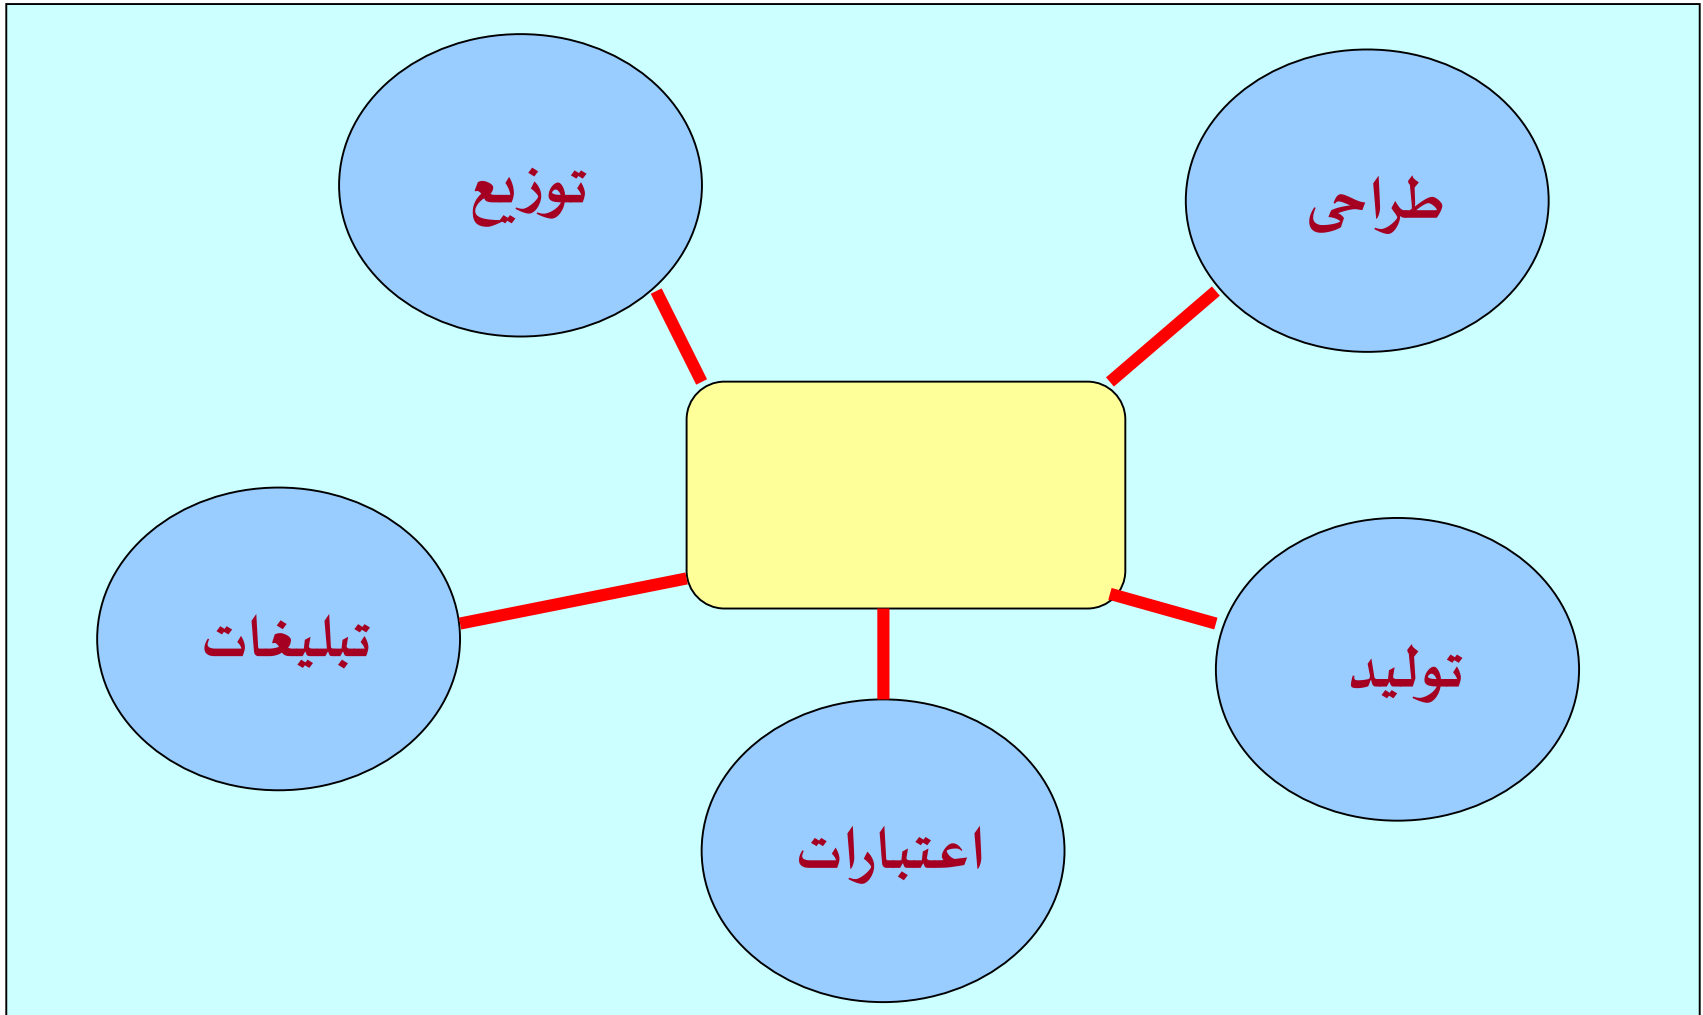 طراحی
توزیع
تبلیغات
تولید
اعتبارات